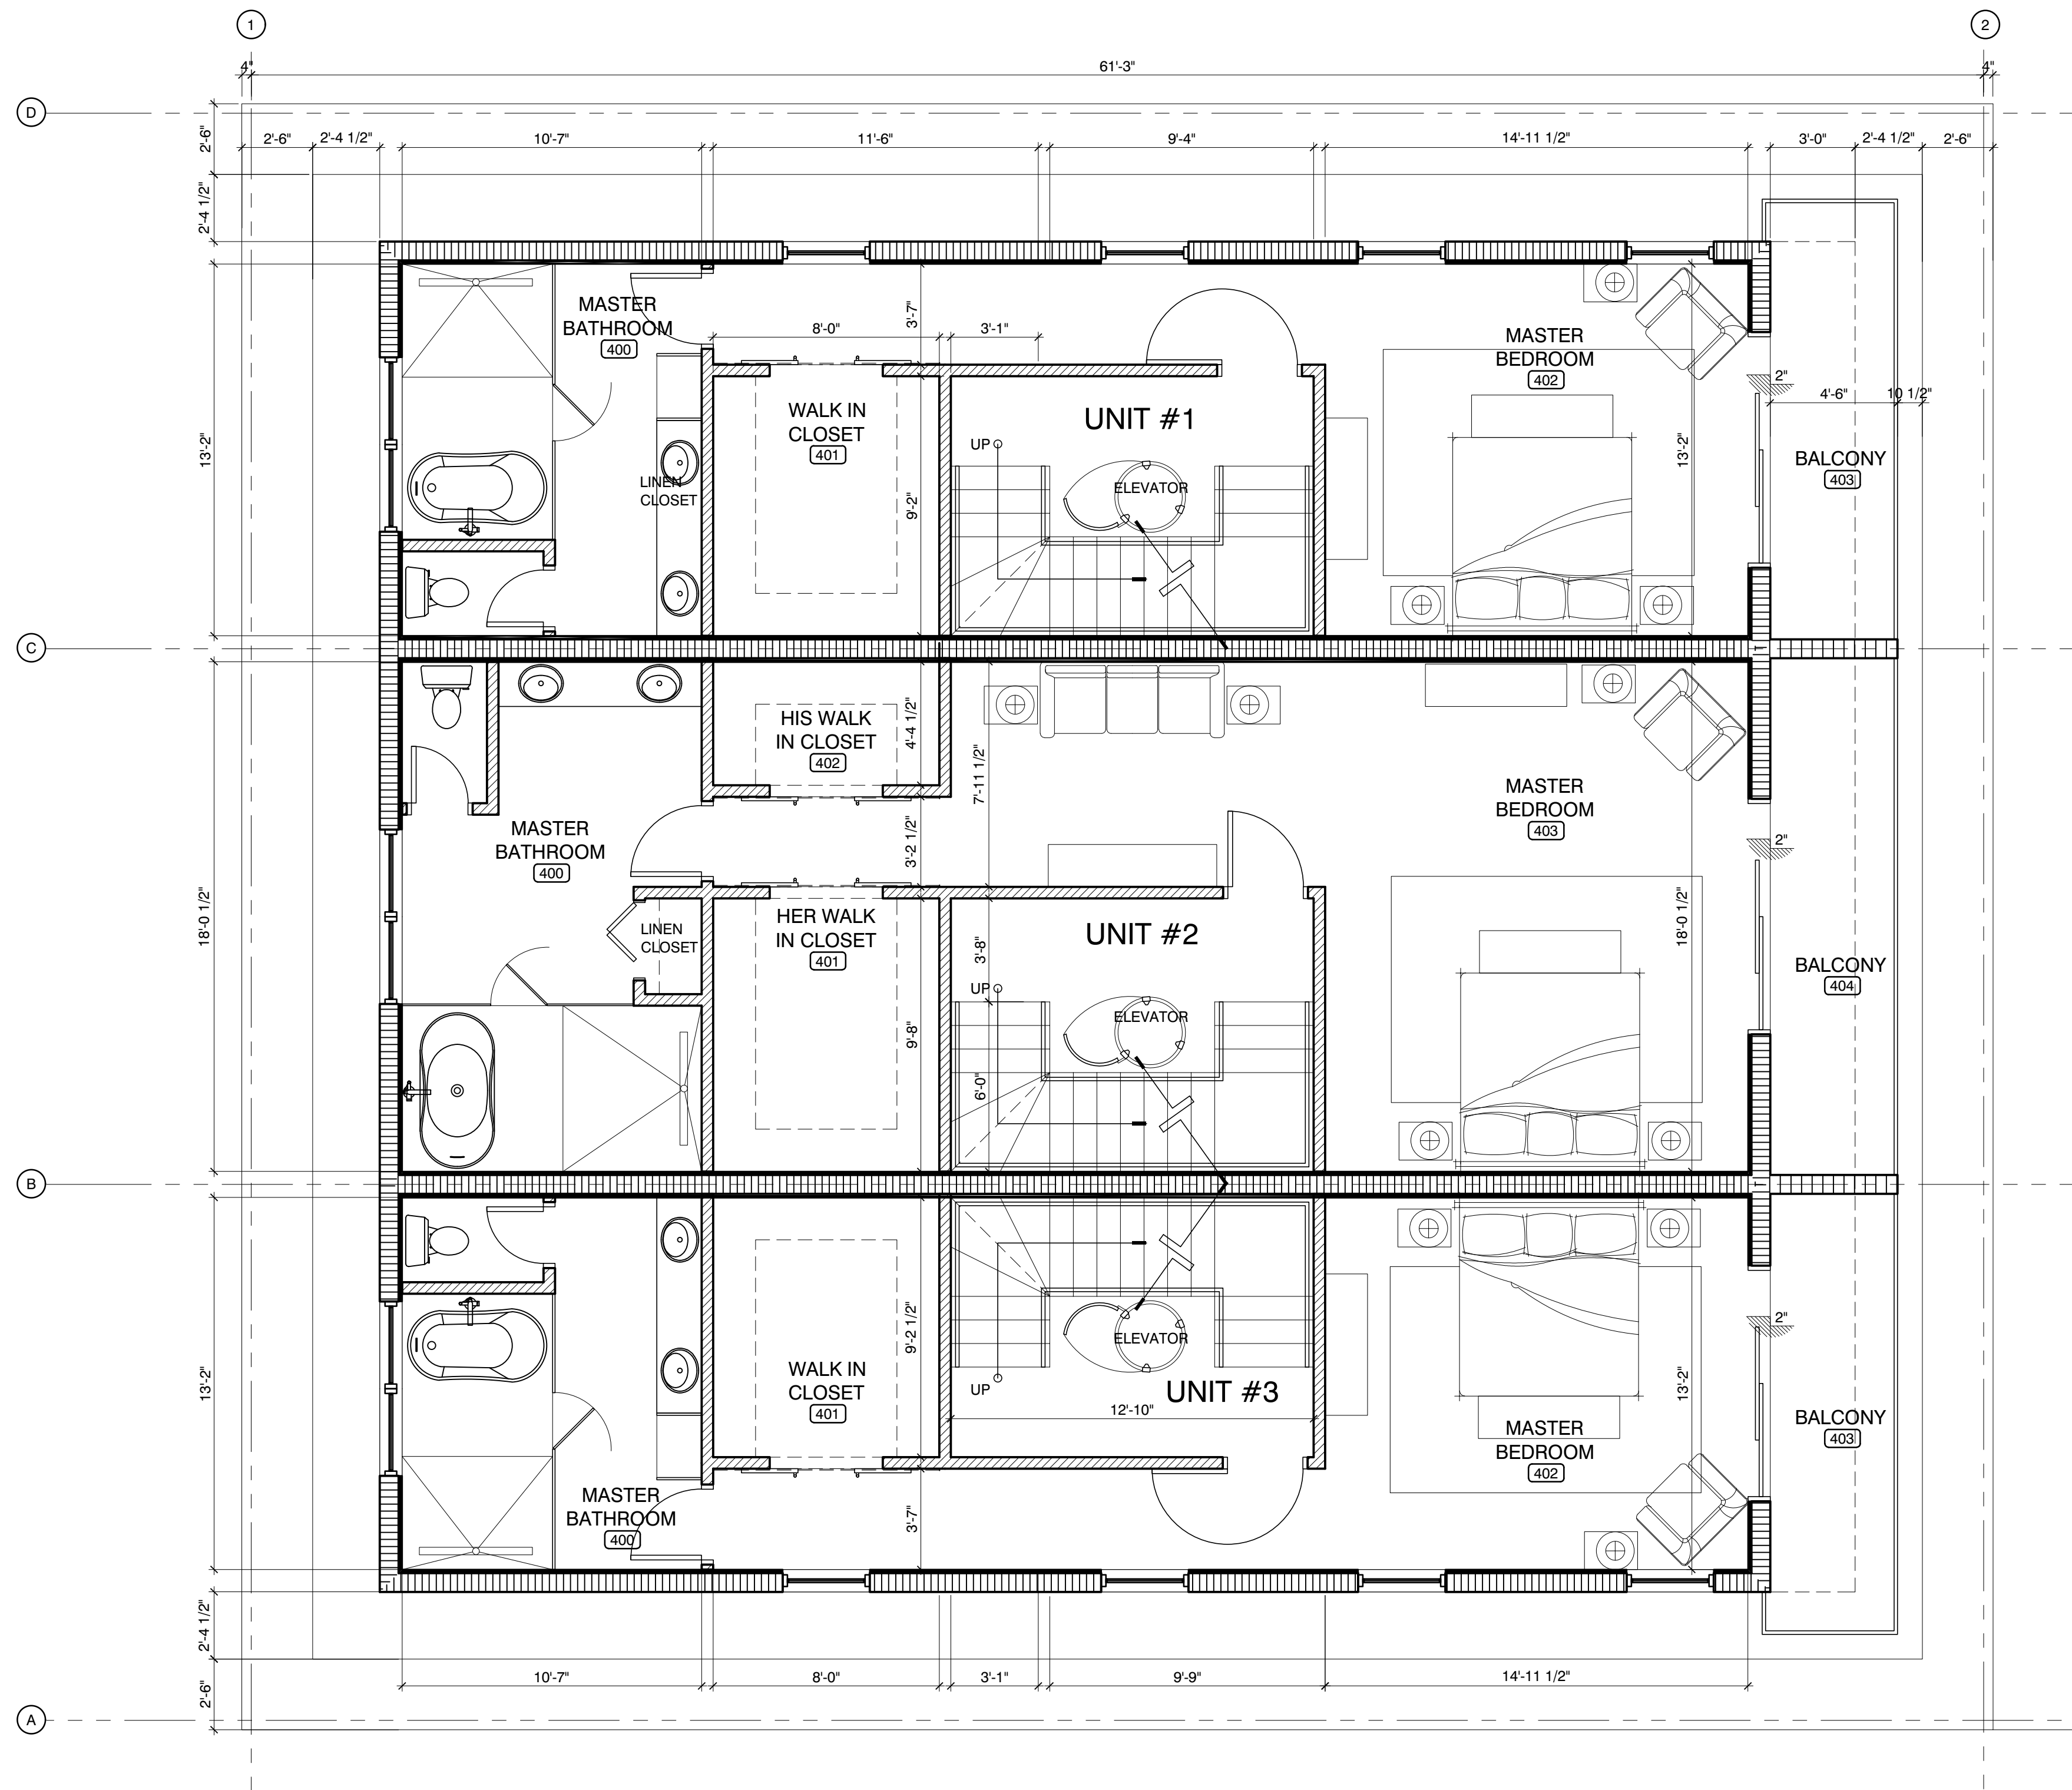 1
2
4"
61'-3"
4"
D
2'-6"
2'-6"
2'-4 1/2"
10'-7"
11'-6"
9'-4"
14'-11 1/2"
3'-0"
2'-4 1/2"
2'-6"
2'-4 1/2"
MASTER
BATHROOM
400
8'-0"
3'-7"
3'-1"
MASTER
BEDROOM
402
2"
4'-6"
10 1/2"
WALK IN
CLOSET
401
UNIT #1
UP
13'-2"
13'-2"
BALCONY
403
LINEN
CLOSET
9'-2"
ELEVATOR
C
HIS WALK
IN CLOSET
402
4'-4 1/2"
7'-11 1/2"
MASTER
BEDROOM
403
MASTER
BATHROOM
400
3'-2 1/2"
2"
18'-0 1/2"
HER WALK
IN CLOSET
401
LINEN
CLOSET
UNIT #2
3'-8"
18'-0 1/2"
BALCONY
404
UP
ELEVATOR
9'-8"
6'-0"
B
2"
9'-2 1/2"
ELEVATOR
13'-2"
WALK IN
CLOSET
401
UP
UNIT #3
12'-10"
13'-2"
MASTER
BEDROOM
402
BALCONY
403
MASTER
BATHROOM
400
3'-7"
2'-4 1/2"
2'-6"
10'-7"
8'-0"
3'-1"
9'-9"
14'-11 1/2"
A